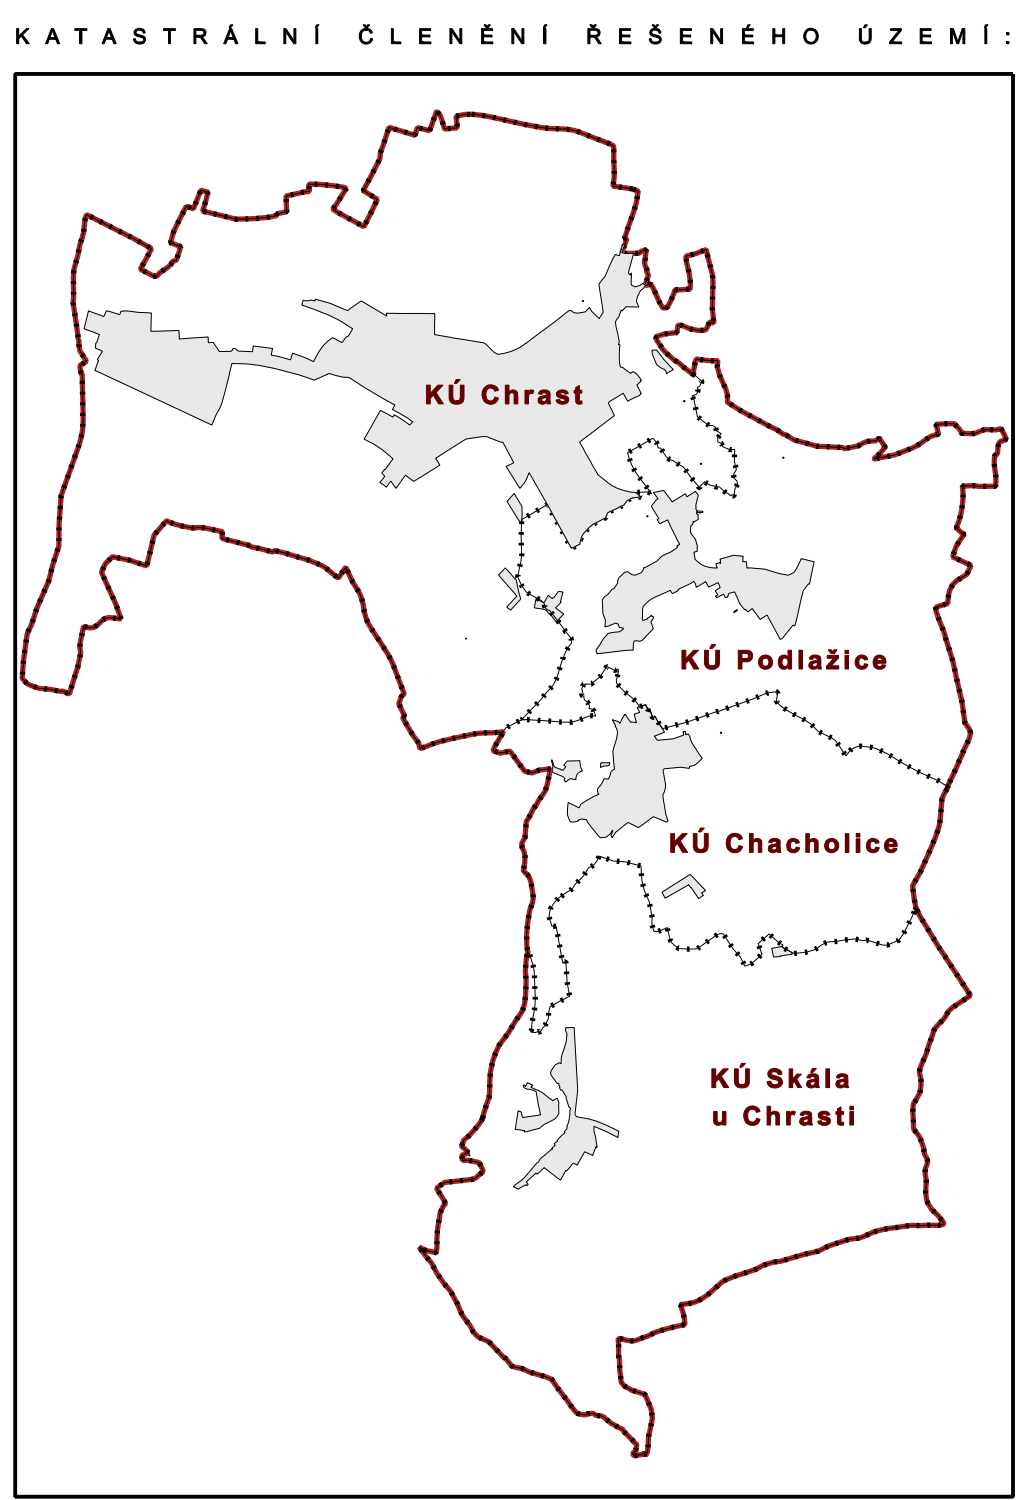 KATASTRÁLNÍ ČLENĚNÍ ŘEŠENÉHO ÚZEMÍ:
KÚ Chrast
KÚ Podlažice
KÚ Chacholice
KÚ Skála
u Chrasti